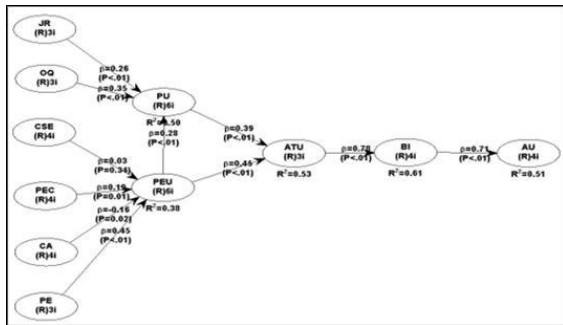 JR
(R)3i
β=0.26
(P<.01)
OQ
(R)3i
β=0.35
(P<.01)
PU
(R)6i
R²=0.50
β=0.28
(P<.01)
β=0.39
(P<.01)
CSE
(R)4i
β=0.03
(P=0.34)
ATU
(R)3i
R²=0.53
β=0.78
(P<.01)
BI
(R)4i
R²=0.61
β=0.71
(P<.01)
AU
(R)4i
R²=0.51
PEC
(R)4i
β=0.19
(P=0.01)
PEU
(R)6i
R²=0.38
β=0.46
(P<.01)
CA
(R)4i
β=-0.16
(P=0.02)
β=0.45
(P<.01)
PE
(R)3i